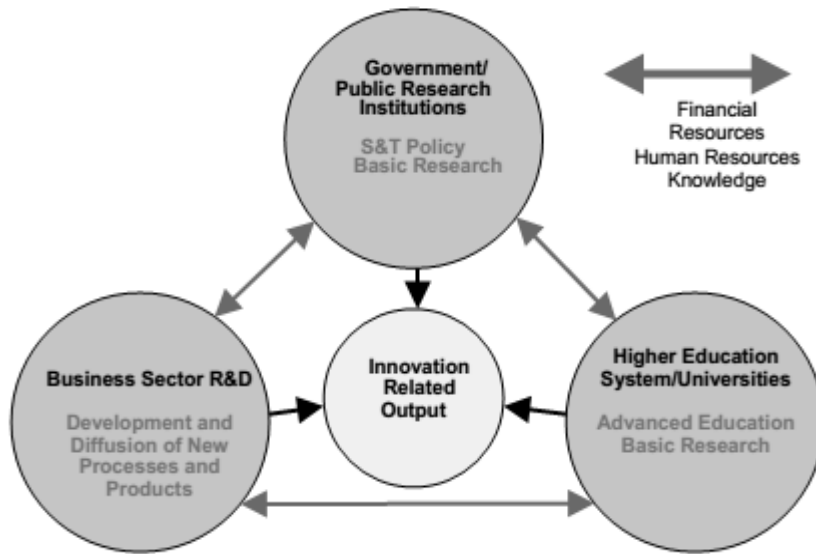 Government/
Public Research
Institutions
S&T Policy
Basic Research
Financial
Resources
Human Resources
Knowledge
Business Sector R&D
Development and
Diffusion of New
Processes and
Products
Innovation
Related
Output
Higher Education
System/Universities
Advanced Education
Basic Research